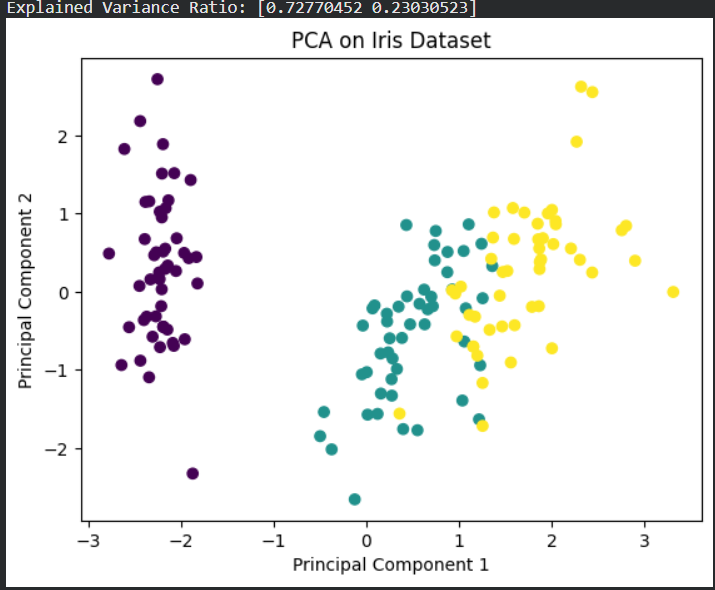 Explained Variance Ratio: [0.72770452 0.23030523]
PCA on Iris Dataset
Principal Component 2
2
1
0
−1
−2
−3 −2 −1 0 1 2 3
Principal Component 1